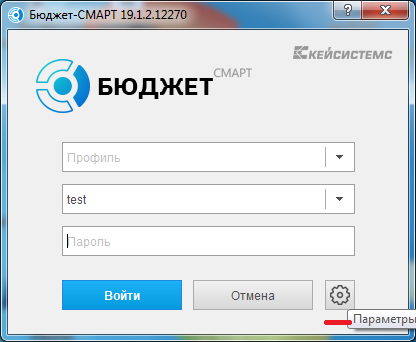 Бюджет-СМАРТ 19.1.2.12270
КЕЙСИСТЕМС
БЮДЖЕТ СМАРТ
Профиль
test
Пароль
Войти
Отмена
Параметры